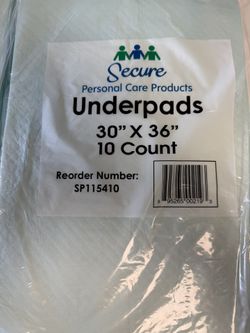 Secure
Personal Care Products
Underpads
30” X 36”
10 Count
Reorder Number:
SP115410